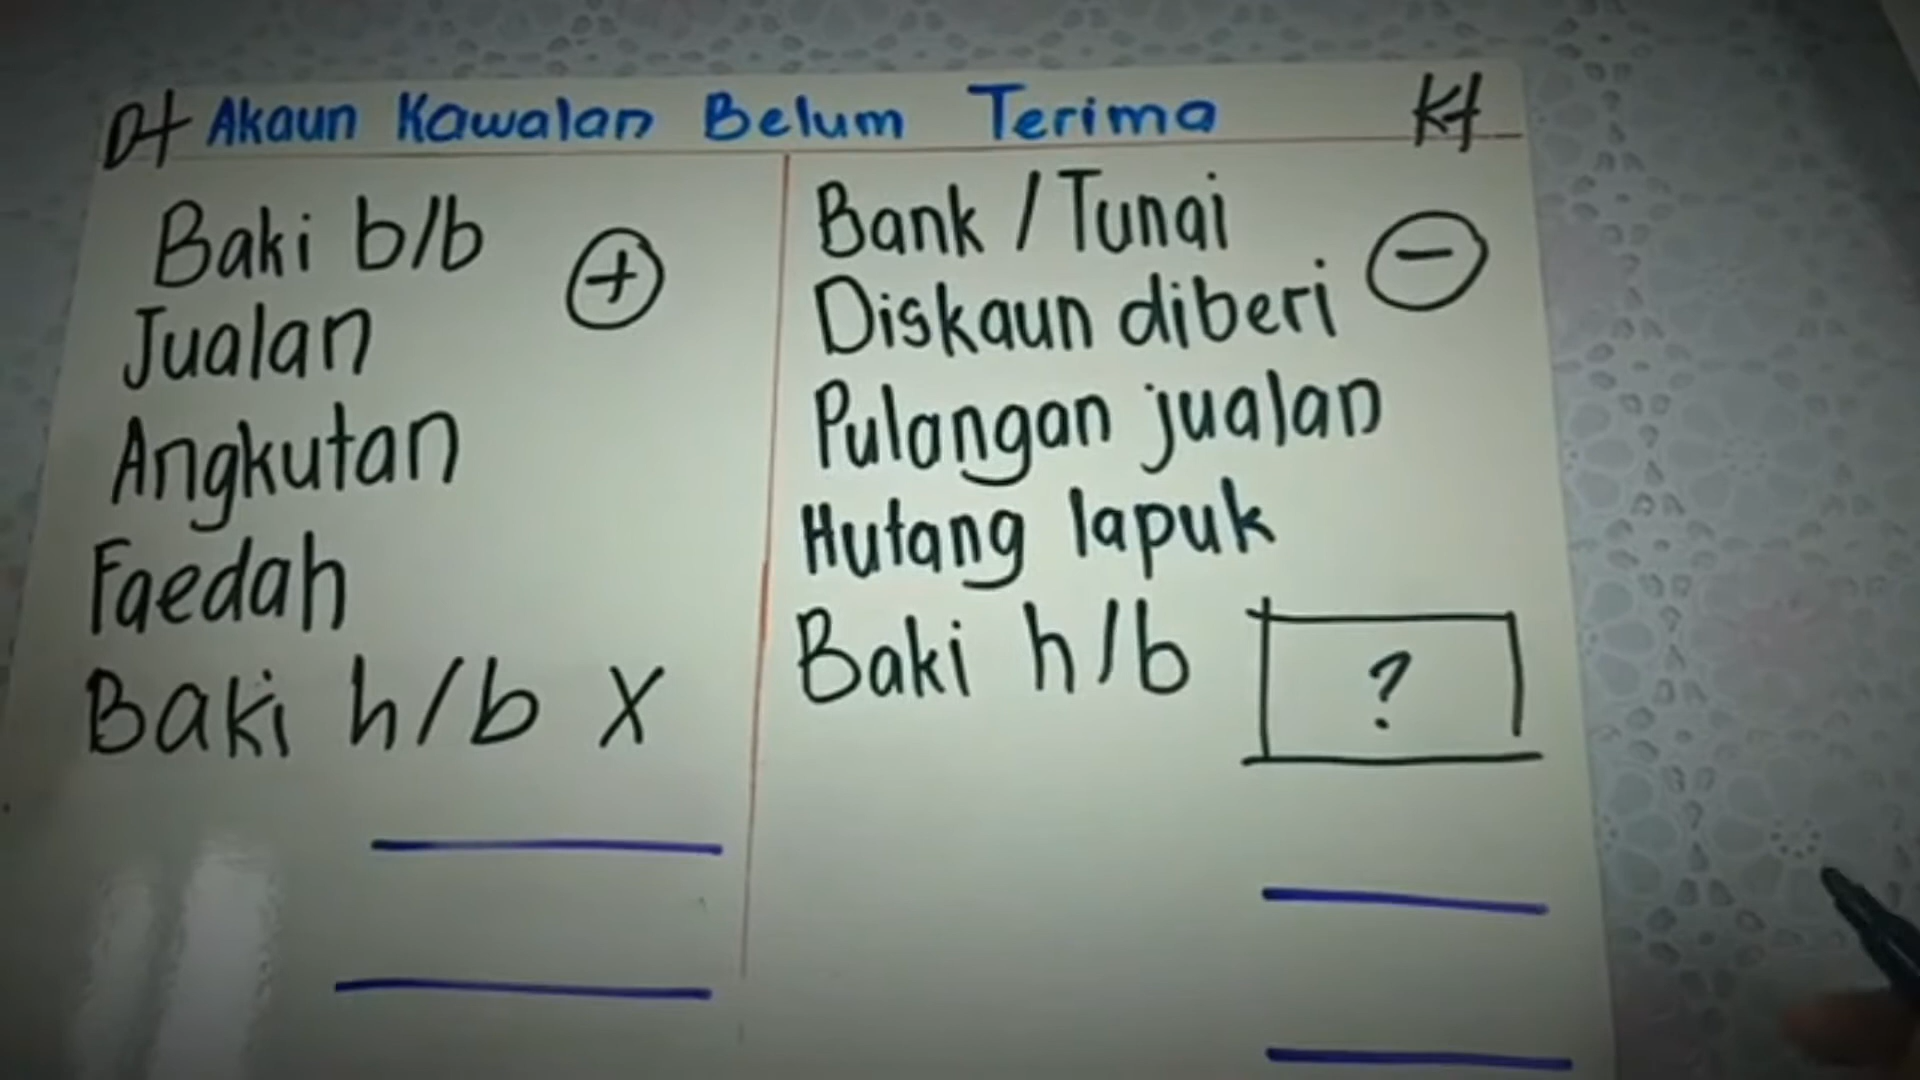 Dt Akaun Kawalan Belum Terima Kt
Baki b/b +
Jualan
Angkutan
Faedah
Baki h/b X
Bank / Tunai -
Diskaun diberi
Pulangan jualan
Hutang lapuk
Baki h/b ?